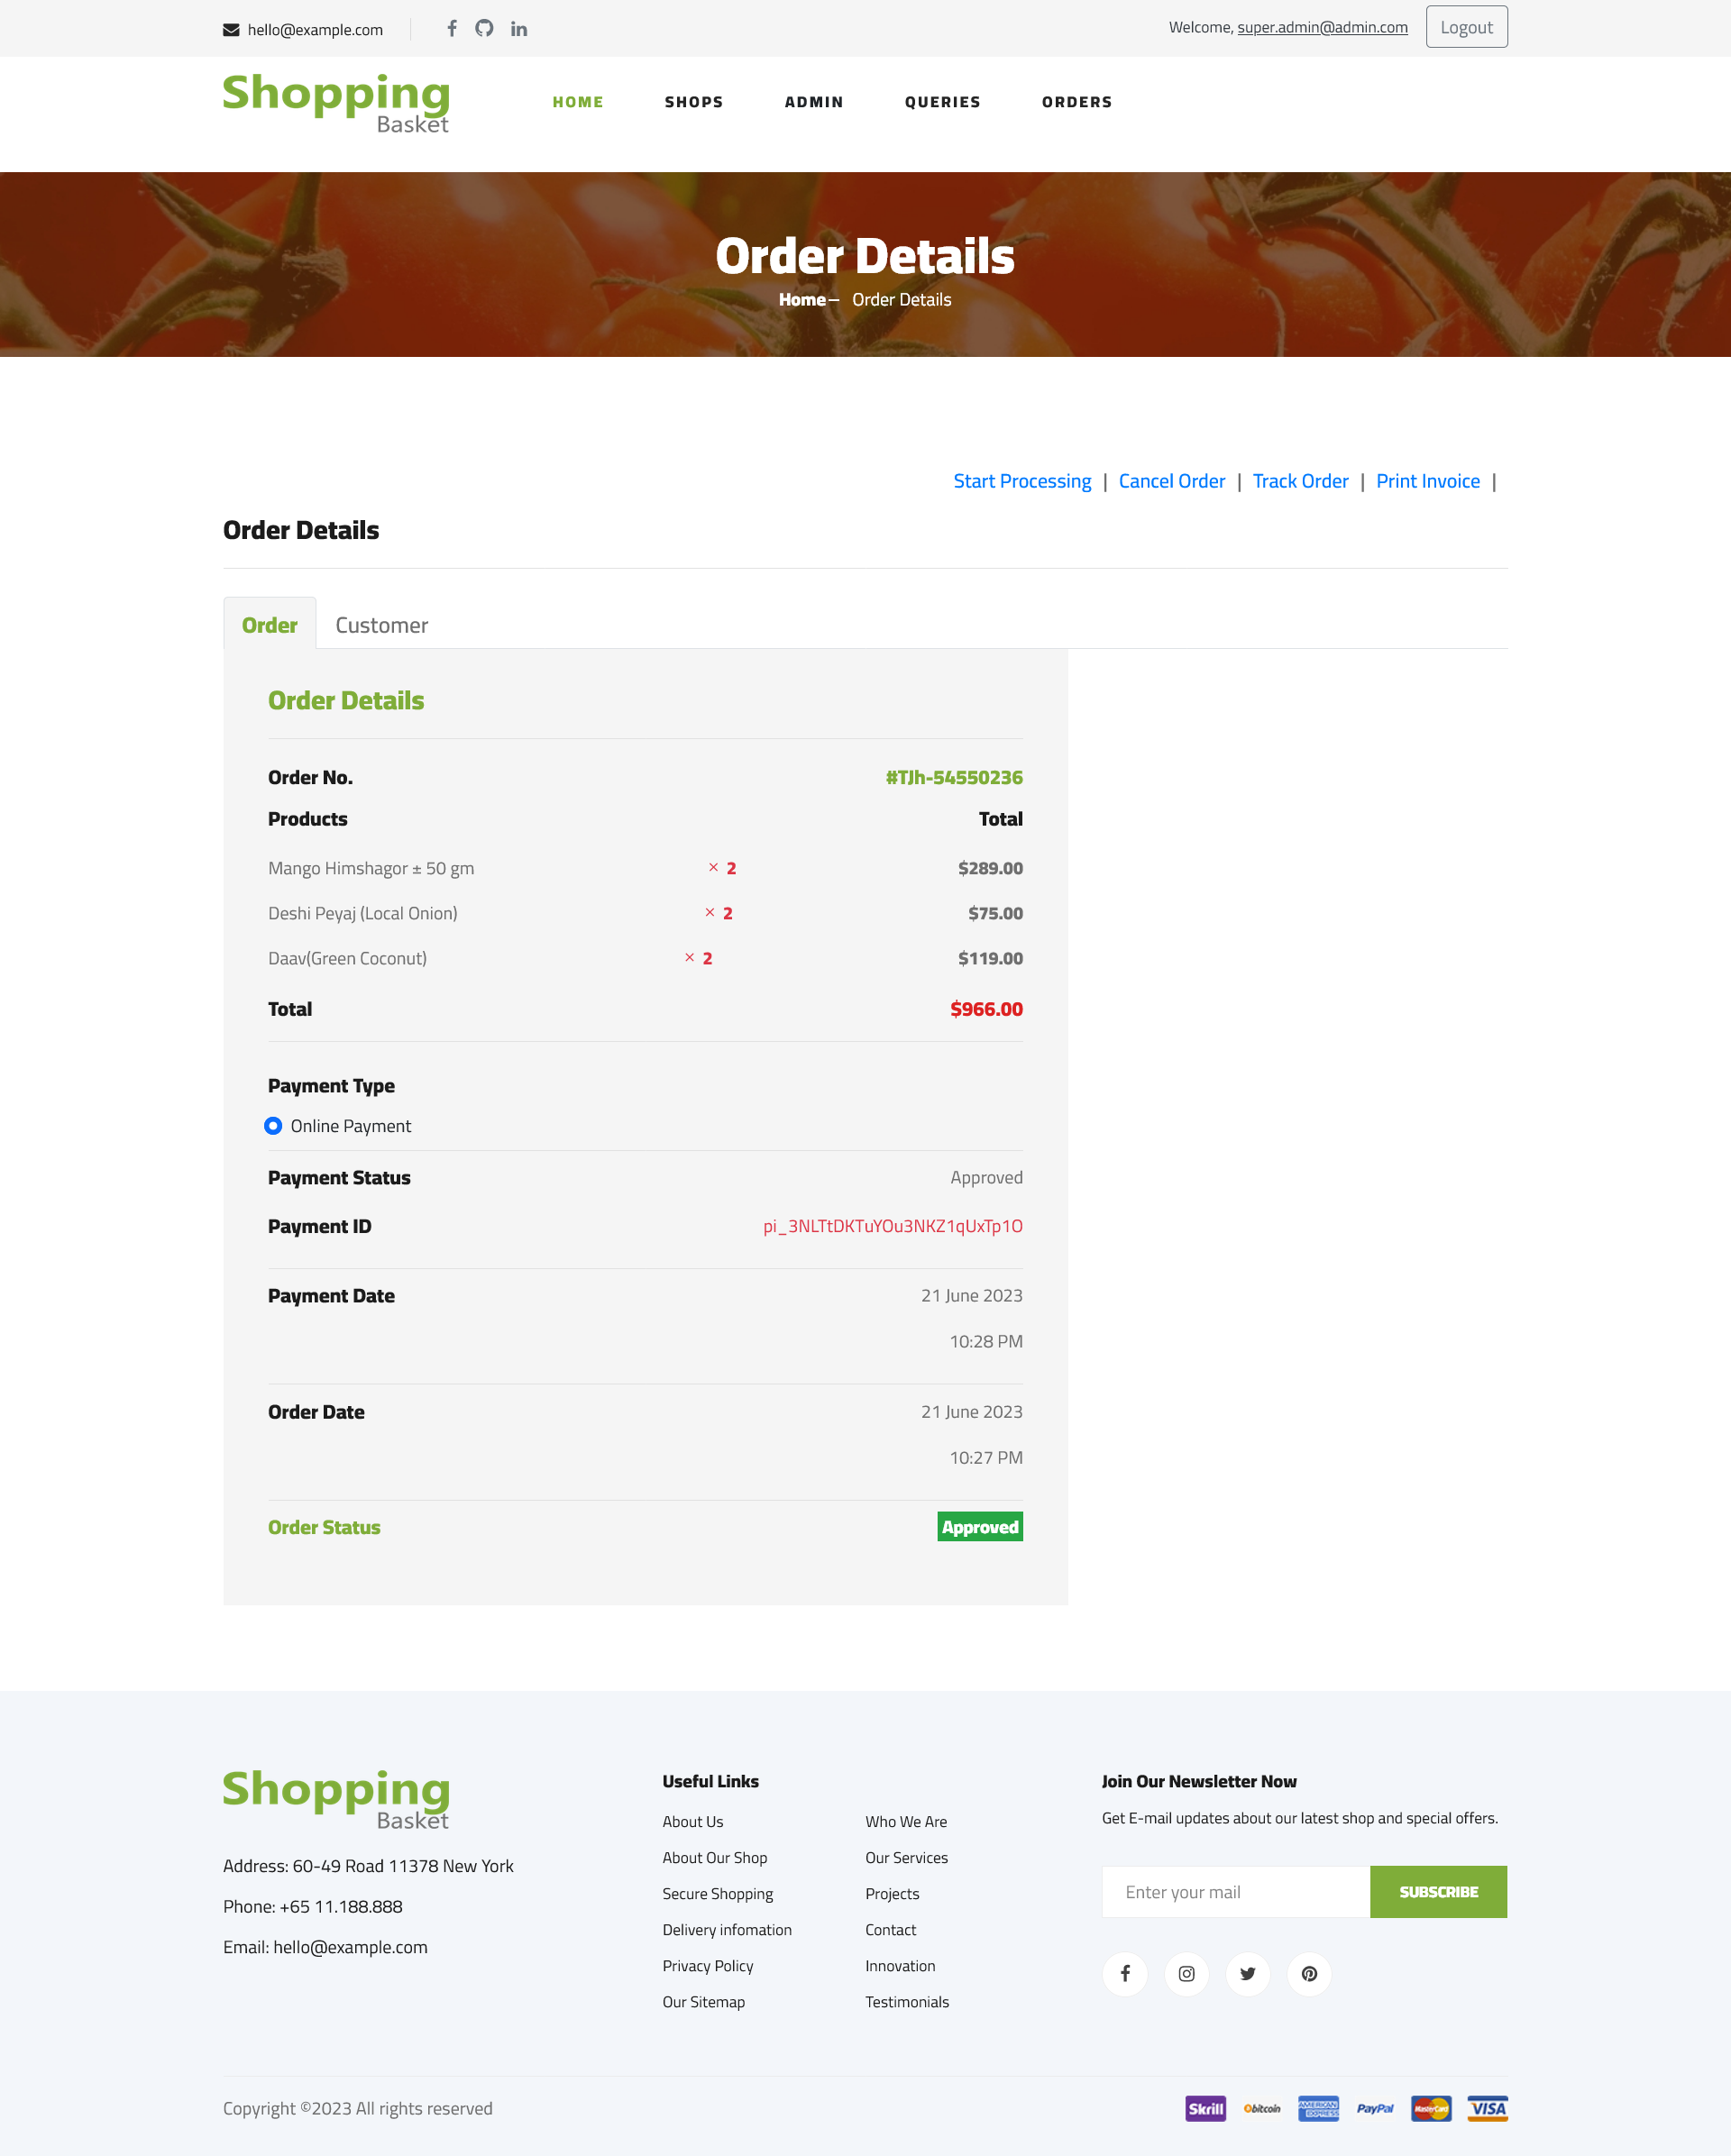 hello@example.com
Welcome, super.admin@admin.com Logout
Shopping
Basket
HOME SHOPS ADMIN QUERIES ORDERS
Order Details
Home – Order Details
Start Processing | Cancel Order | Track Order | Print Invoice |
Order Details
Order Customer
Order Details
Order No. #TJh-54550236
Products Total
Mango Himshagor ± 50 gm × 2 $289.00
Deshi Peyaj (Local Onion) × 2 $75.00
Daav(Green Coconut) × 2 $119.00
Total $966.00
Payment Type
Online Payment
Payment Status Approved
Payment ID pi_3NLTtDKTuYOu3NKZ1qUxTp1O
Payment Date 21 June 2023
10:28 PM
Order Date 21 June 2023
10:27 PM
Order Status Approved
Shopping
Basket
Address: 60-49 Road 11378 New York
Phone: +65 11.188.888
Email: hello@example.com
Useful Links
About Us
About Our Shop
Secure Shopping
Delivery infomation
Privacy Policy
Our Sitemap
Who We Are
Our Services
Projects
Contact
Innovation
Testimonials
Join Our Newsletter Now
Get E-mail updates about our latest shop and special offers.
Enter your mail SUBSCRIBE
Copyright ©2023 All rights reserved
Skrill bitcoin AMERICAN EXPRESS PayPal MasterCard VISA